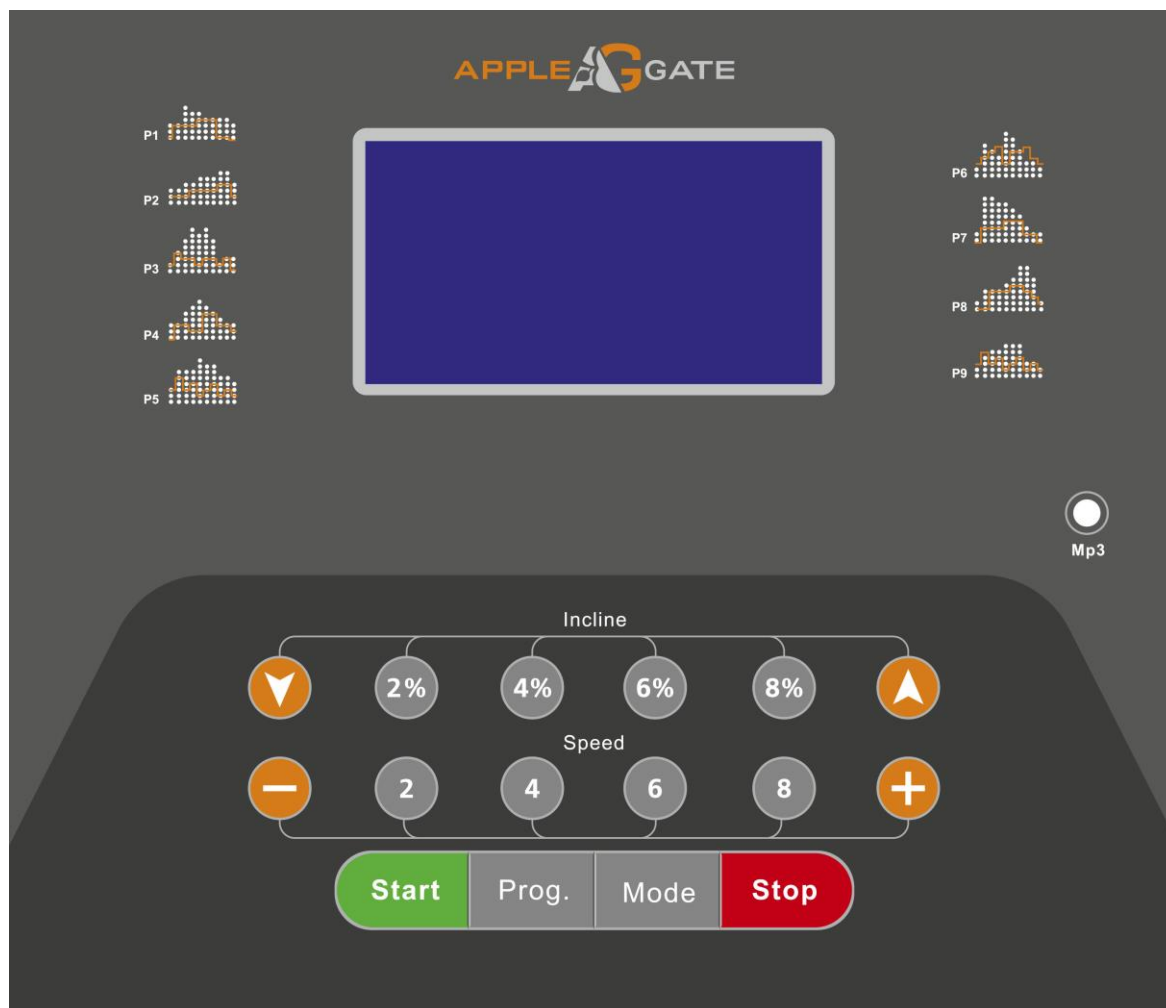 APPLE GATE
P1
P2
P3
P4
P5
P6
P7
P8
P9
Mp3
Incline
2% 4% 6% 8%
Speed
2 4 6 8
Start Prog. Mode Stop